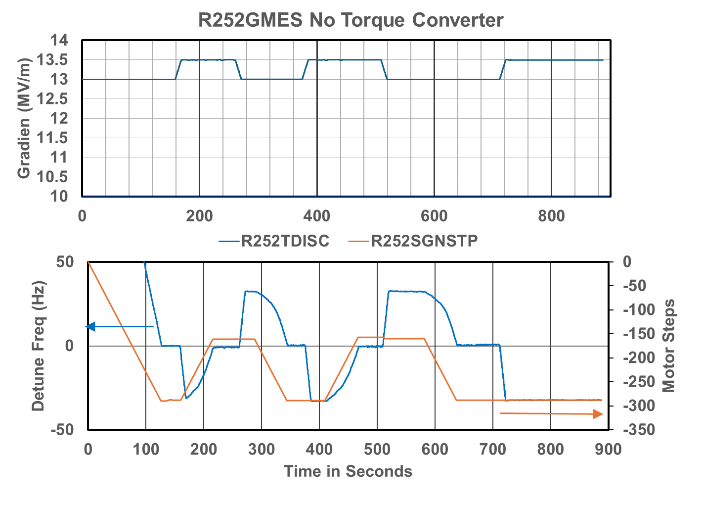 R252GMES No Torque Converter
Gradien (MV/m)
14
13.5
13
12.5
12
11.5
11
10.5
10
0 200 400 600 800
R252TDISC R252SGNSTP
Detune Freq (Hz)
50
0
-50
0
-50
-100
-150
-200
-250
-300
-350
Motor Steps
0 100 200 300 400 500 600 700 800 900
Time in Seconds